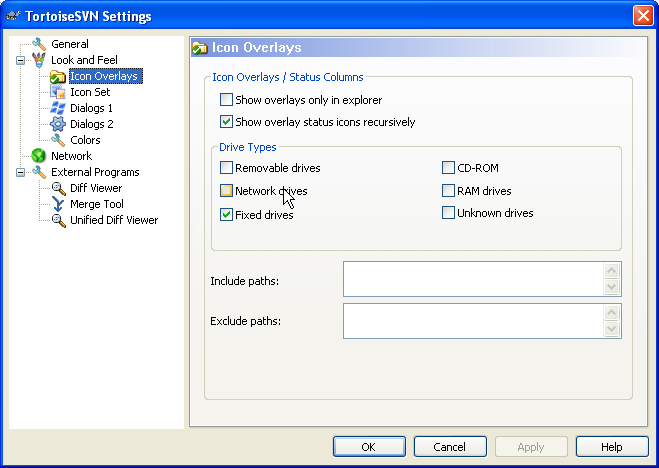 TortoiseSVN Settings
General
Look and Feel
Icon Overlays
Icon Set
Dialogs 1
Dialogs 2
Colors
Network
External Programs
Diff Viewer
Merge Tool
Unified Diff Viewer
Icon Overlays
Icon Overlays / Status Columns
Show overlays only in explorer
Show overlay status icons recursively
Drive Types
Removable drives
CD-ROM
Network drives
RAM drives
Fixed drives
Unknown drives
Include paths:
Exclude paths:
OK
Cancel
Apply
Help